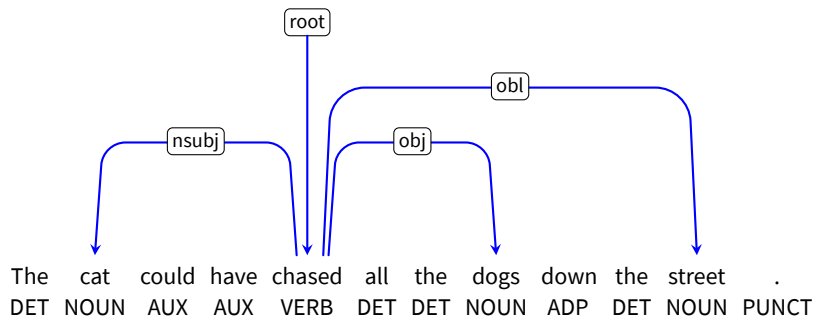 root
obl
nsubj obj
The cat could have chased all the dogs down the street .
DET NOUN AUX AUX VERB DET DET NOUN ADP DET NOUN PUNCT